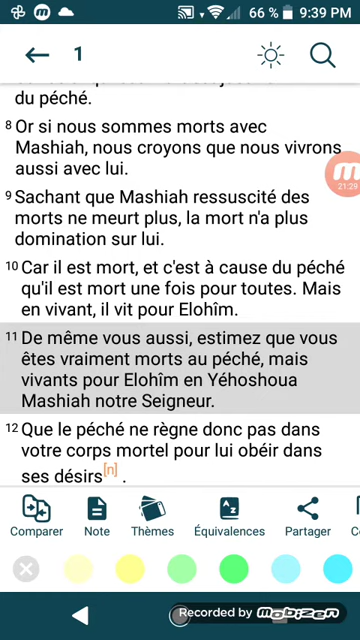 66 % 9:39 PM
1
du péché.
8 Or si nous sommes morts avec
Mashiah, nous croyons que nous vivrons
aussi avec lui.
21:29
9 Sachant que Mashiah ressuscité des
morts ne meurt plus, la mort n'a plus
domination sur lui.
10 Car il est mort, et c'est à cause du péché
qu'il est mort une fois pour toutes. Mais
en vivant, il vit pour Elohîm.
11 De même vous aussi, estimez que vous
êtes vraiment morts au péché, mais
vivants pour Elohîm en Yéhoshoua
Mashiah notre Seigneur.
12 Que le péché ne règne donc pas dans
votre corps mortel pour lui obéir dans
ses désirs[n] .
Comparer Note Thèmes Équivalences Partager
Recorded by mobizen